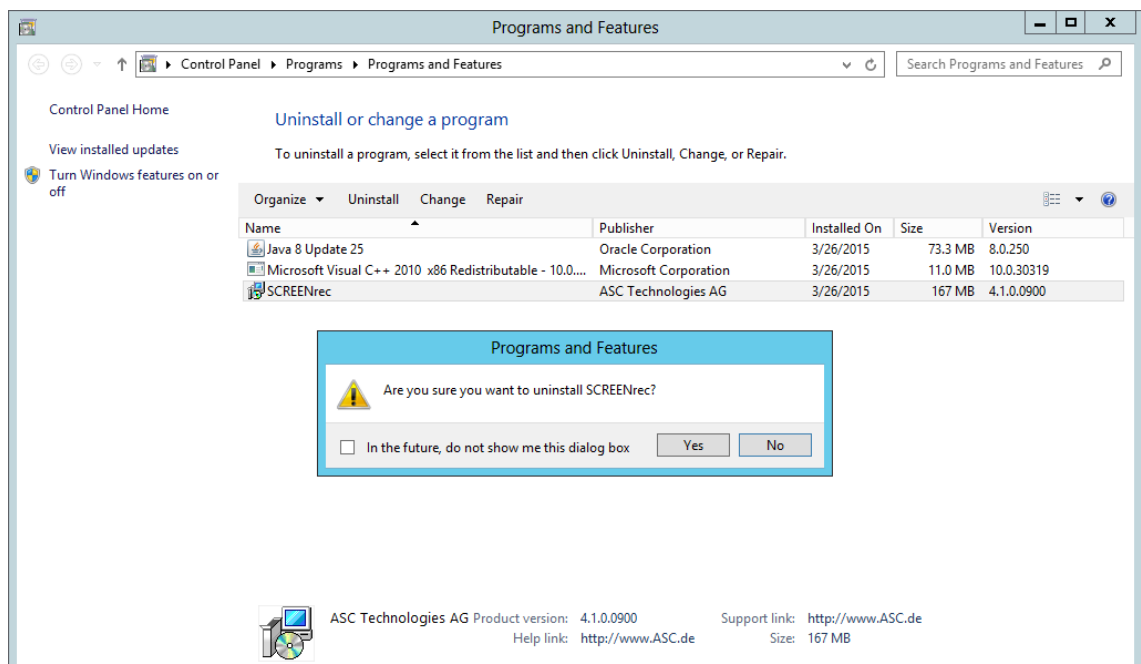 Programs and Features
Control Panel Programs Programs and Features Search Programs and Features
Control Panel Home
View installed updates
Turn Windows features on or
off
Uninstall or change a program
To uninstall a program, select it from the list and then click Uninstall, Change, or Repair.
Organize Uninstall Change Repair
Name Publisher Installed On Size Version
Java 8 Update 25 Oracle Corporation 3/26/2015 73.3 MB 8.0.250
Microsoft Visual C++ 2010 x86 Redistributable - 10.0.... Microsoft Corporation 3/26/2015 11.0 MB 10.0.30319
SCREENrec ASC Technologies AG 3/26/2015 167 MB 4.1.0.0900
Programs and Features
Are you sure you want to uninstall SCREENrec?
In the future, do not show me this dialog box Yes No
ASC Technologies AG Product version: 4.1.0.0900 Support link: http://www.ASC.de
Help link: http://www.ASC.de Size: 167 MB